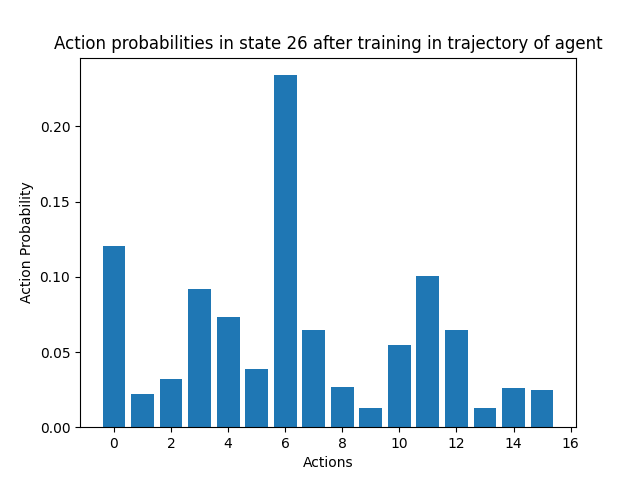 Action probabilities in state 26 after training in trajectory of agent
Action Probability
0.20
0.15
0.10
0.05
0.00
0 2 4 6 8 10 12 14 16
Actions